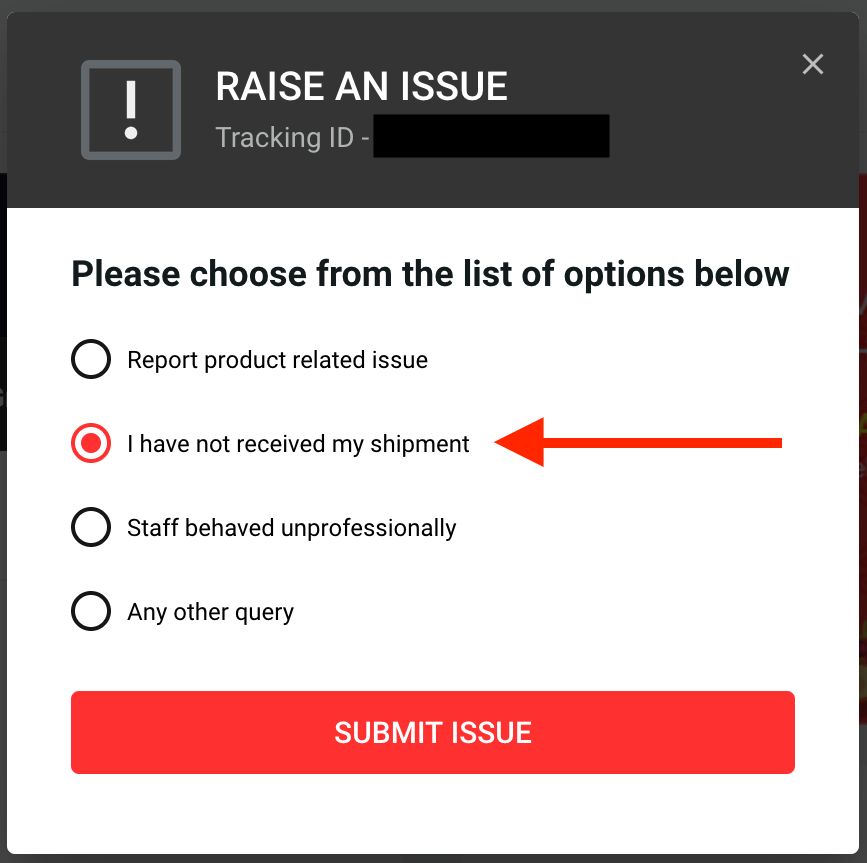 RAISE AN ISSUE
Tracking ID -
Please choose from the list of options below
Report product related issue
I have not received my shipment
Staff behaved unprofessionally
Any other query
SUBMIT ISSUE